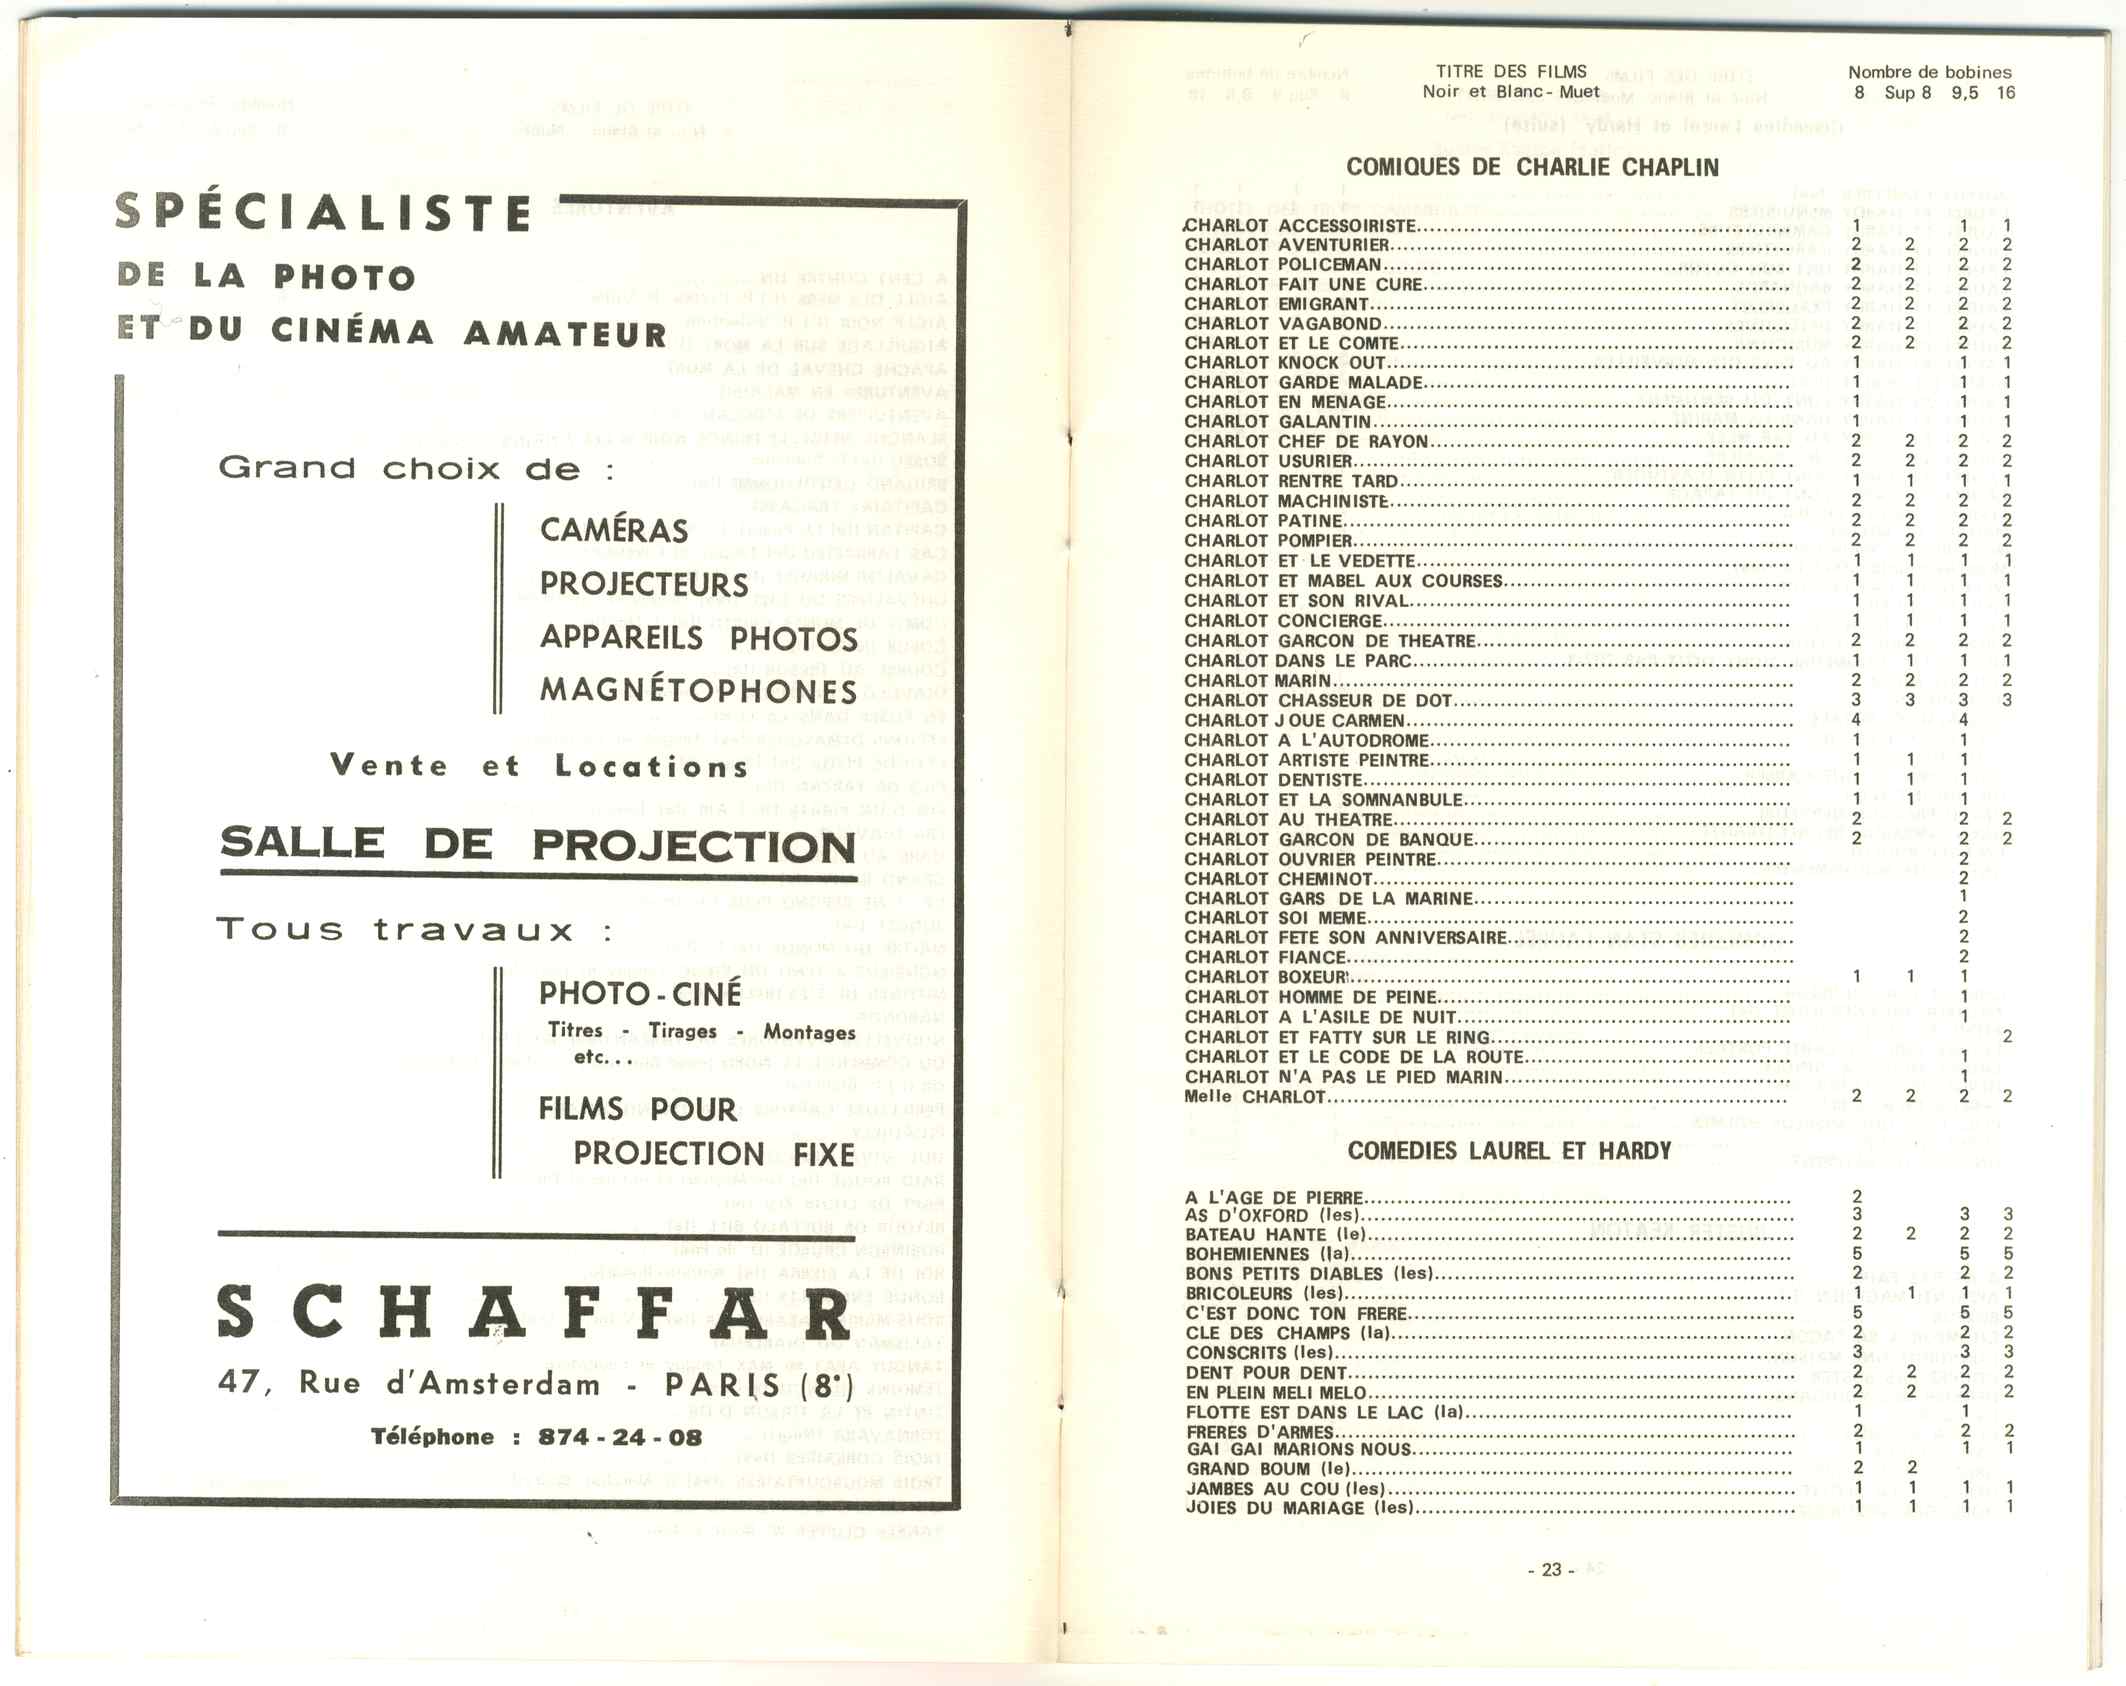 SPÉCIALISTE
DE LA PHOTO
ET DU CINÉMA AMATEUR
Grand choix de :
CAMÉRAS
PROJECTEURS
APPAREILS PHOTOS
MAGNÉTOPHONES
Vente et Locations
SALLE DE PROJECTION
Tous travaux :
PHOTO-CINÉ
Titres - Tirages - Montages
etc...
FILMS POUR
PROJECTION FIXE
SCHAFFAR
47, Rue d'Amsterdam - PARIS (8°)
Téléphone : 874-24-08
TITRE DES FILMS Nombre de bobines
Noir et Blanc - Muet 8 Sup 8 9,5 16
COMIQUES DE CHARLIE CHAPLIN
CHARLOT ACCESSOIRISTE 1 1 1
CHARLOT AVENTURIER 2 2 2 2
CHARLOT POLICEMAN 2 2 2 2
CHARLOT FAIT UNE CURE 2 2 2 2
CHARLOT EMIGRANT 2 2 2 2
CHARLOT VAGABOND 2 2 2 2
CHARLOT ET LE COMTE 2 2 2 2
CHARLOT KNOCK OUT 1 1 1
CHARLOT GARDE MALADE 1 1 1
CHARLOT EN MENAGE 1 1 1
CHARLOT GALANTIN 1 1 1
CHARLOT CHEF DE RAYON 2 2 2 2
CHARLOT USURIER 2 2 2 2
CHARLOT RENTRE TARD 1 1 1 1
CHARLOT MACHINISTE 2 2 2 2
CHARLOT PATINE 2 2 2 2
CHARLOT POMPIER 2 2 2 2
CHARLOT ET LE VEDETTE 1 1 1 1
CHARLOT ET MABEL AUX COURSES 1 1 1 1
CHARLOT ET SON RIVAL 1 1 1 1
CHARLOT CONCIERGE 1 1 1 1
CHARLOT GARCON DE THEATRE 2 2 2 2
CHARLOT DANS LE PARC 1 1 1 1
CHARLOT MARIN 2 2 2 2
CHARLOT CHASSEUR DE DOT 3 3 3 3
CHARLOT JOUE CARMEN 4 4
CHARLOT A L'AUTODROME 1 1
CHARLOT ARTISTE PEINTRE 1 1 1
CHARLOT DENTISTE 1 1 1
CHARLOT ET LA SOMNANBULE 1 1 1
CHARLOT AU THEATRE 2 2 2
CHARLOT GARCON DE BANQUE 2 2 2
CHARLOT OUVRIER PEINTRE 2
CHARLOT CHEMINOT 2
CHARLOT GARS DE LA MARINE 1
CHARLOT SOI MEME 2
CHARLOT FETE SON ANNIVERSAIRE 2
CHARLOT FIANCE 2
CHARLOT BOXEUR 1 1 1
CHARLOT HOMME DE PEINE 1
CHARLOT A L'ASILE DE NUIT 1
CHARLOT ET FATTY SUR LE RING 2
CHARLOT ET LE CODE DE LA ROUTE 1
CHARLOT N'A PAS LE PIED MARIN 1
Melle CHARLOT 2 2 2 2
COMEDIES LAUREL ET HARDY
A L'AGE DE PIERRE 2
AS D'OXFORD (les) 3 3 3
BATEAU HANTE (le) 2 2 2 2
BOHEMIENNES (la) 5 5 5
BONS PETITS DIABLES (les) 2 2 2
BRICOLEURS (les) 1 1 1 1
C'EST DONC TON FRERE 5 5 5
CLE DES CHAMPS (la) 2 2 2
CONSCRITS (les) 3 3 3
DENT POUR DENT 2 2 2 2
EN PLEIN MELI MELO 2 2 2 2
FLOTTE EST DANS LE LAC (la) 1 1
FRERES D'ARMES 2 2 2
GAI GAI MARIONS NOUS 1 1 1
GRAND BOUM (le) 2 2
JAMBES AU COU (les) 1 1 1 1
JOIES DU MARIAGE (les) 1 1 1 1
- 23 -